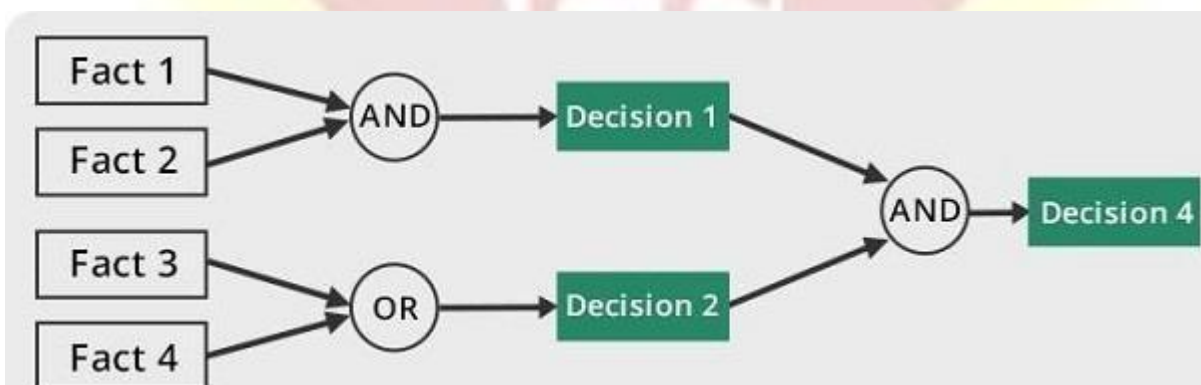 Fact 1
Fact 2
AND
Decision 1
Fact 3
Fact 4
OR
Decision 2
AND
Decision 4